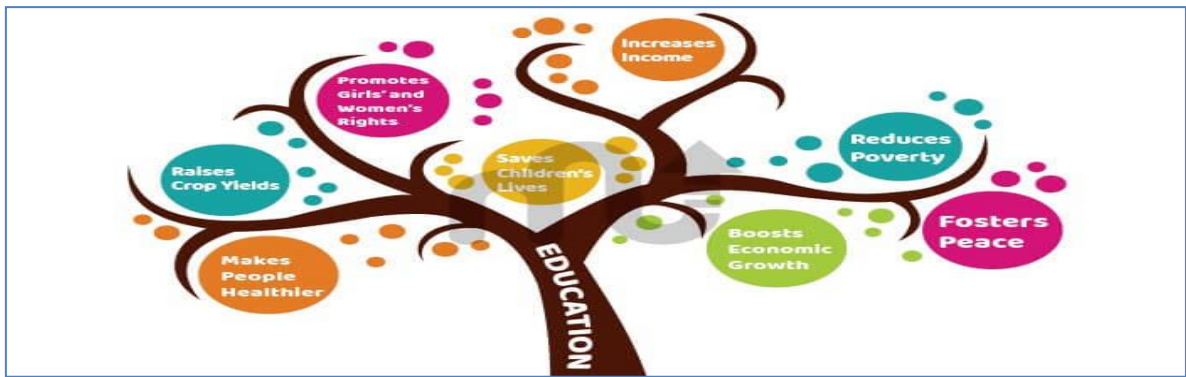 Increases
Income
Promotes
Girls' and
Women's
Rights
Saves
Children's
Lives
Reduces
Poverty
Raises
Crop Yields
Fosters
Peace
Boosts
Economic
Growth
Makes
People
Healthier
EDUCATION